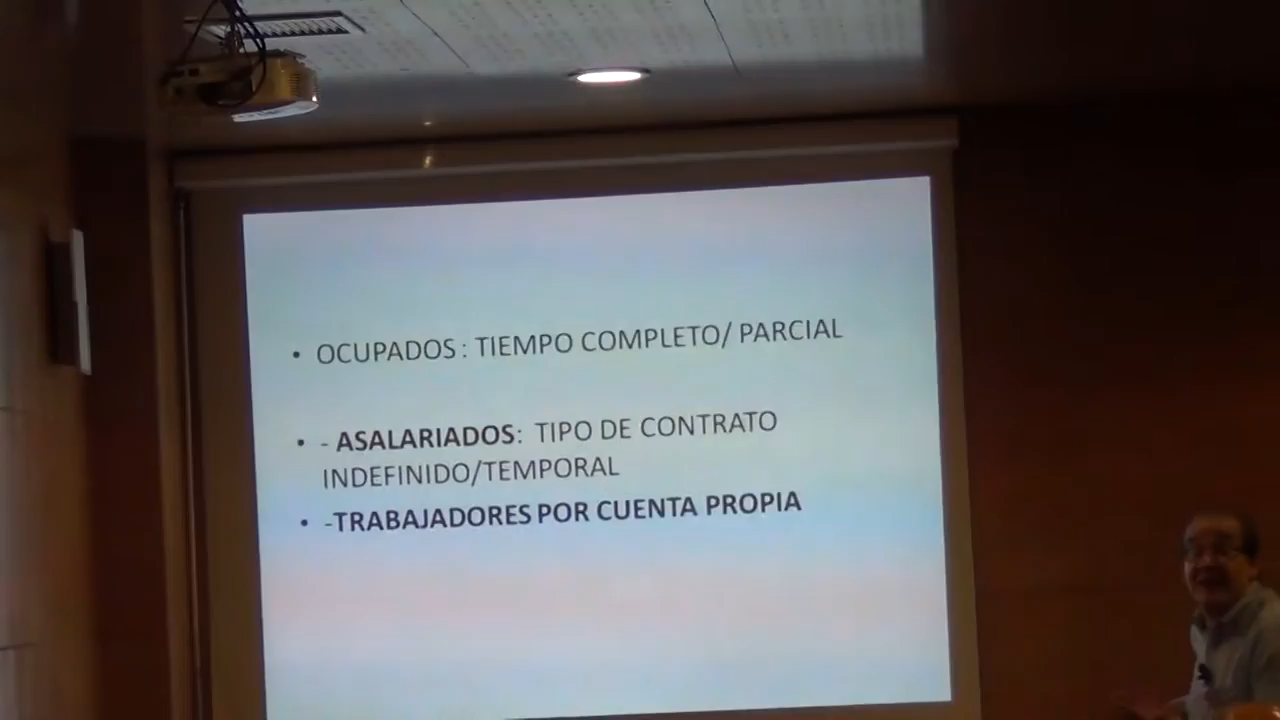 • OCUPADOS : TIEMPO COMPLETO/ PARCIAL
• - ASALARIADOS: TIPO DE CONTRATO
INDEFINIDO/TEMPORAL
• -TRABAJADORES POR CUENTA PROPIA